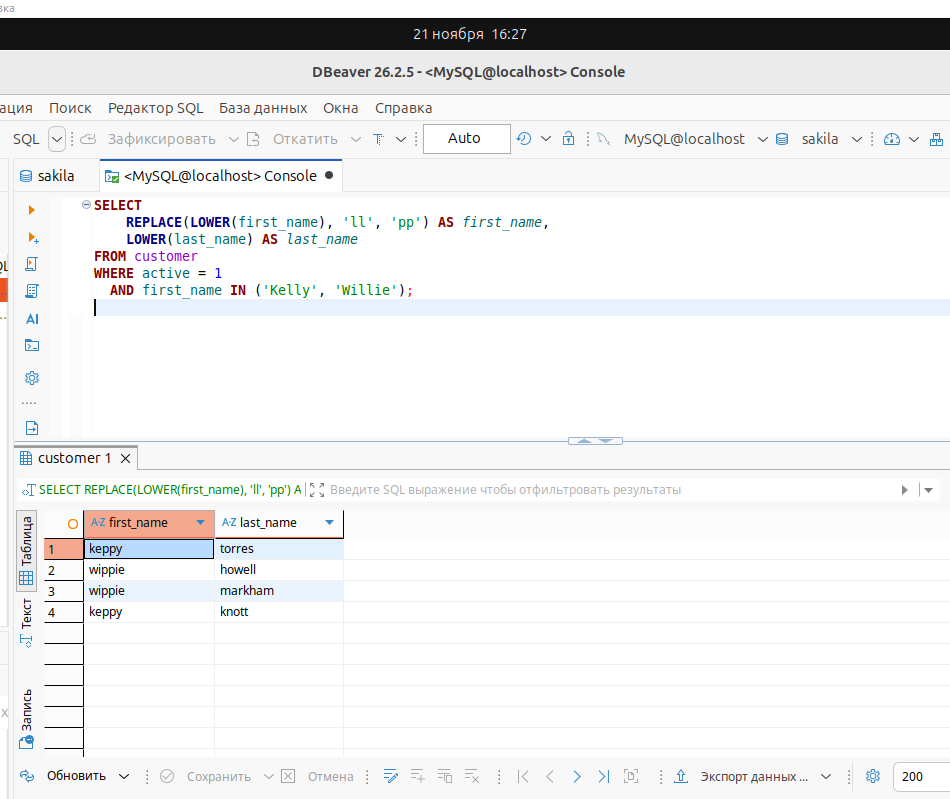 вка
21 ноября 16:27
DBeaver 26.2.5 - <MySQL@localhost> Console
ация Поиск Редактор SQL База данных Окна Справка
SQL Зафиксировать Откатить T Auto MySQL@localhost sakila
sakila <MySQL@localhost> Console
SELECT
REPLACE(LOWER(first_name), 'll', 'pp') AS first_name,
LOWER(last_name) AS last_name
FROM customer
WHERE active = 1
AND first_name IN ('Kelly', 'Willie');
AI
customer 1
SELECT REPLACE(LOWER(first_name), 'll', 'pp') A Введите SQL выражение чтобы отфильтровать результаты
Таблица
Текст
Запись
A-Z first_name A-Z last_name
1 keppy torres
2 wippie howell
3 wippie markham
4 keppy knott
Обновить Сохранить Отмена Экспорт данных ... 200